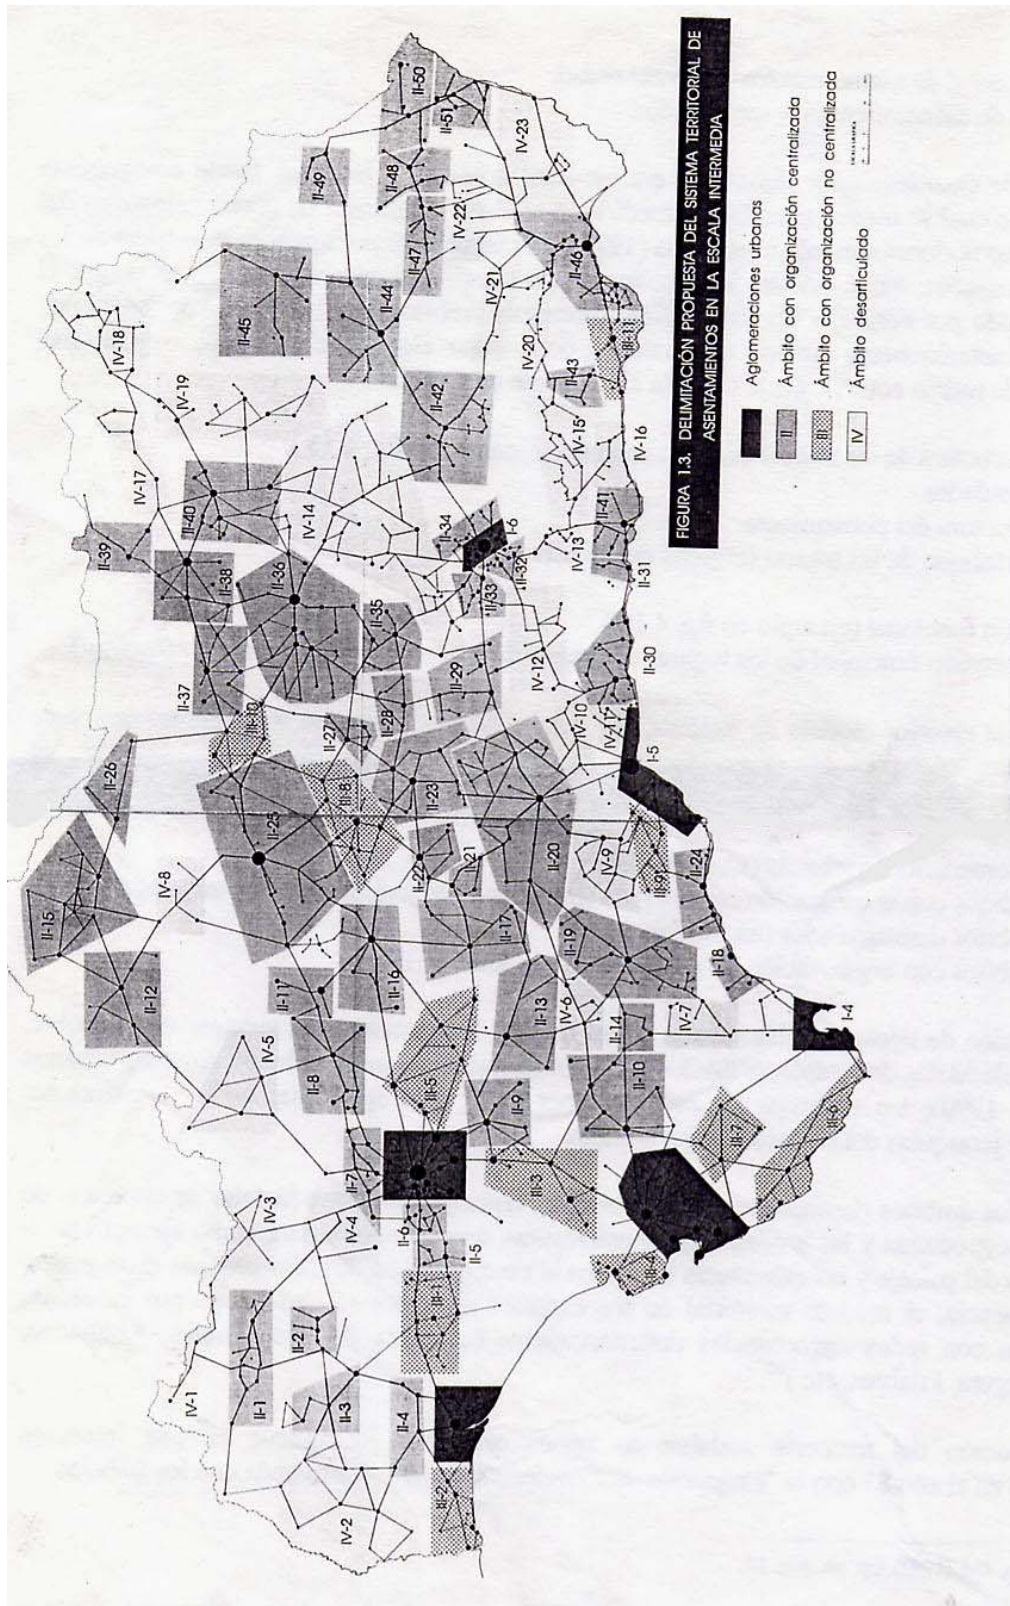 FIGURA 1.3. DELIMITACIÓN PROPUESTA DEL SISTEMA TERRITORIAL DE
ASENTAMIENTOS EN LA ESCALA INTERMEDIA
Aglomeraciones urbanas
II
Ámbito con organización centralizada
III
Ámbito con organización no centralizada
IV
Ámbito desarticulado
IV-1
II-1
IV-2
II-2
II-3
II-4
III-2
III-1
IV-3
IV-4
II-5
II-6
II-7
III-4
III-3
IV-5
II-8
II-9
III-5
II-10
III-7
III-6
II-11
II-12
II-13
II-14
IV-6
IV-7
I-4
II-15
II-16
II-17
II-18
II-19
IV-8
II-20
II-21
II-22
II-23
II-24
IV-9
III-9
II-25
II-26
III-8
II-27
II-28
II-29
III-10
IV-10
IV-11
I-5
II-30
IV-12
II-31
II-32
II-33
II-34
I-6
II-35
II-36
II-37
II-38
II-39
II-40
IV-13
II-41
IV-14
IV-15
IV-16
IV-17
IV-18
IV-19
II-42
II-43
III-11
IV-20
IV-21
II-44
II-45
II-46
II-47
IV-22
II-48
II-49
II-50
II-51
IV-23